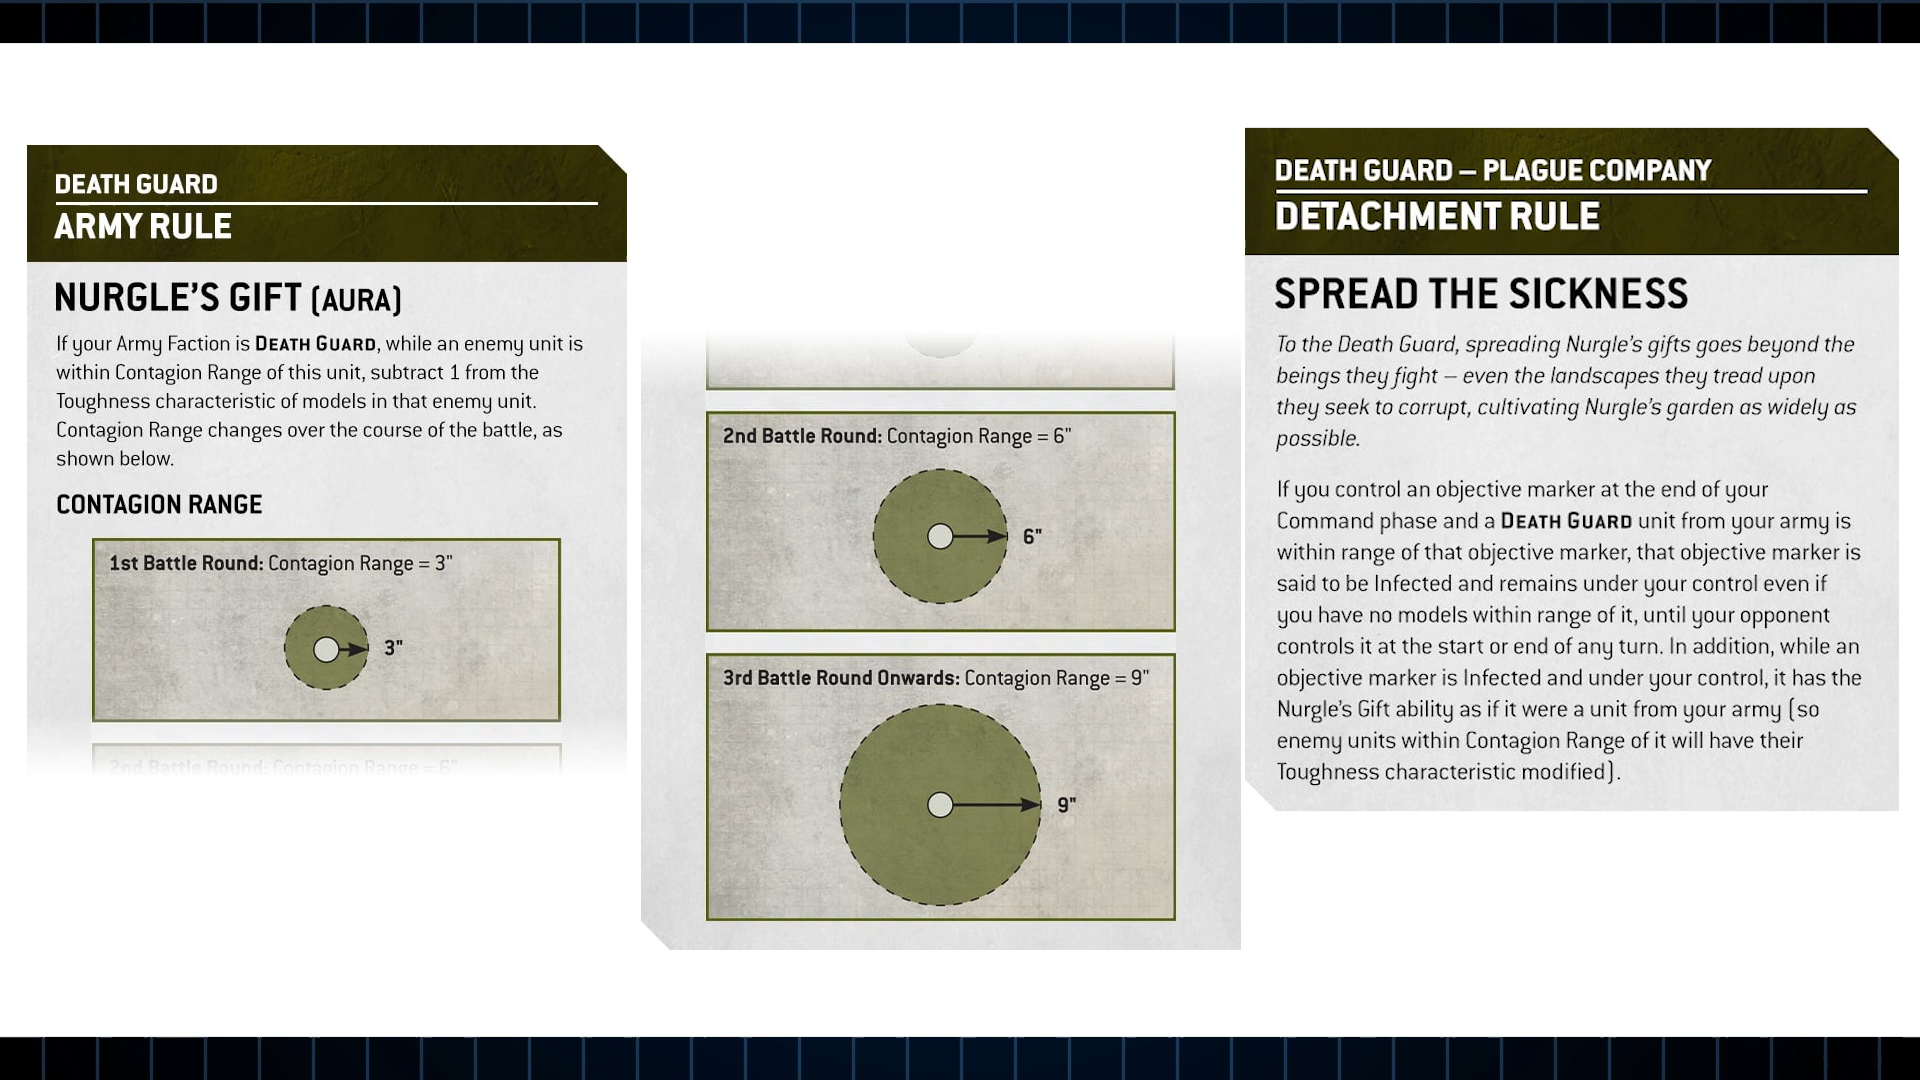 DEATH GUARD
ARMY RULE
NURGLE'S GIFT (AURA)
If your Army Faction is DEATH GUARD, while an enemy unit is
within Contagion Range of this unit, subtract 1 from the
Toughness characteristic of models in that enemy unit.
Contagion Range changes over the course of the battle, as
shown below.
CONTAGION RANGE
1st Battle Round: Contagion Range = 3"
3"
2nd Battle Round: Contagion Range = 6"
2nd Battle Round: Contagion Range = 6"
6"
3rd Battle Round Onwards: Contagion Range = 9"
9"
DEATH GUARD – PLAGUE COMPANY
DETACHMENT RULE
SPREAD THE SICKNESS
To the Death Guard, spreading Nurgle's gifts goes beyond the
beings they fight – even the landscapes they tread upon
they seek to corrupt, cultivating Nurgle's garden as widely as
possible.
If you control an objective marker at the end of your
Command phase and a DEATH GUARD unit from your army is
within range of that objective marker, that objective marker is
said to be Infected and remains under your control even if
you have no models within range of it, until your opponent
controls it at the start or end of any turn. In addition, while an
objective marker is Infected and under your control, it has the
Nurgle's Gift ability as if it were a unit from your army (so
enemy units within Contagion Range of it will have their
Toughness characteristic modified).